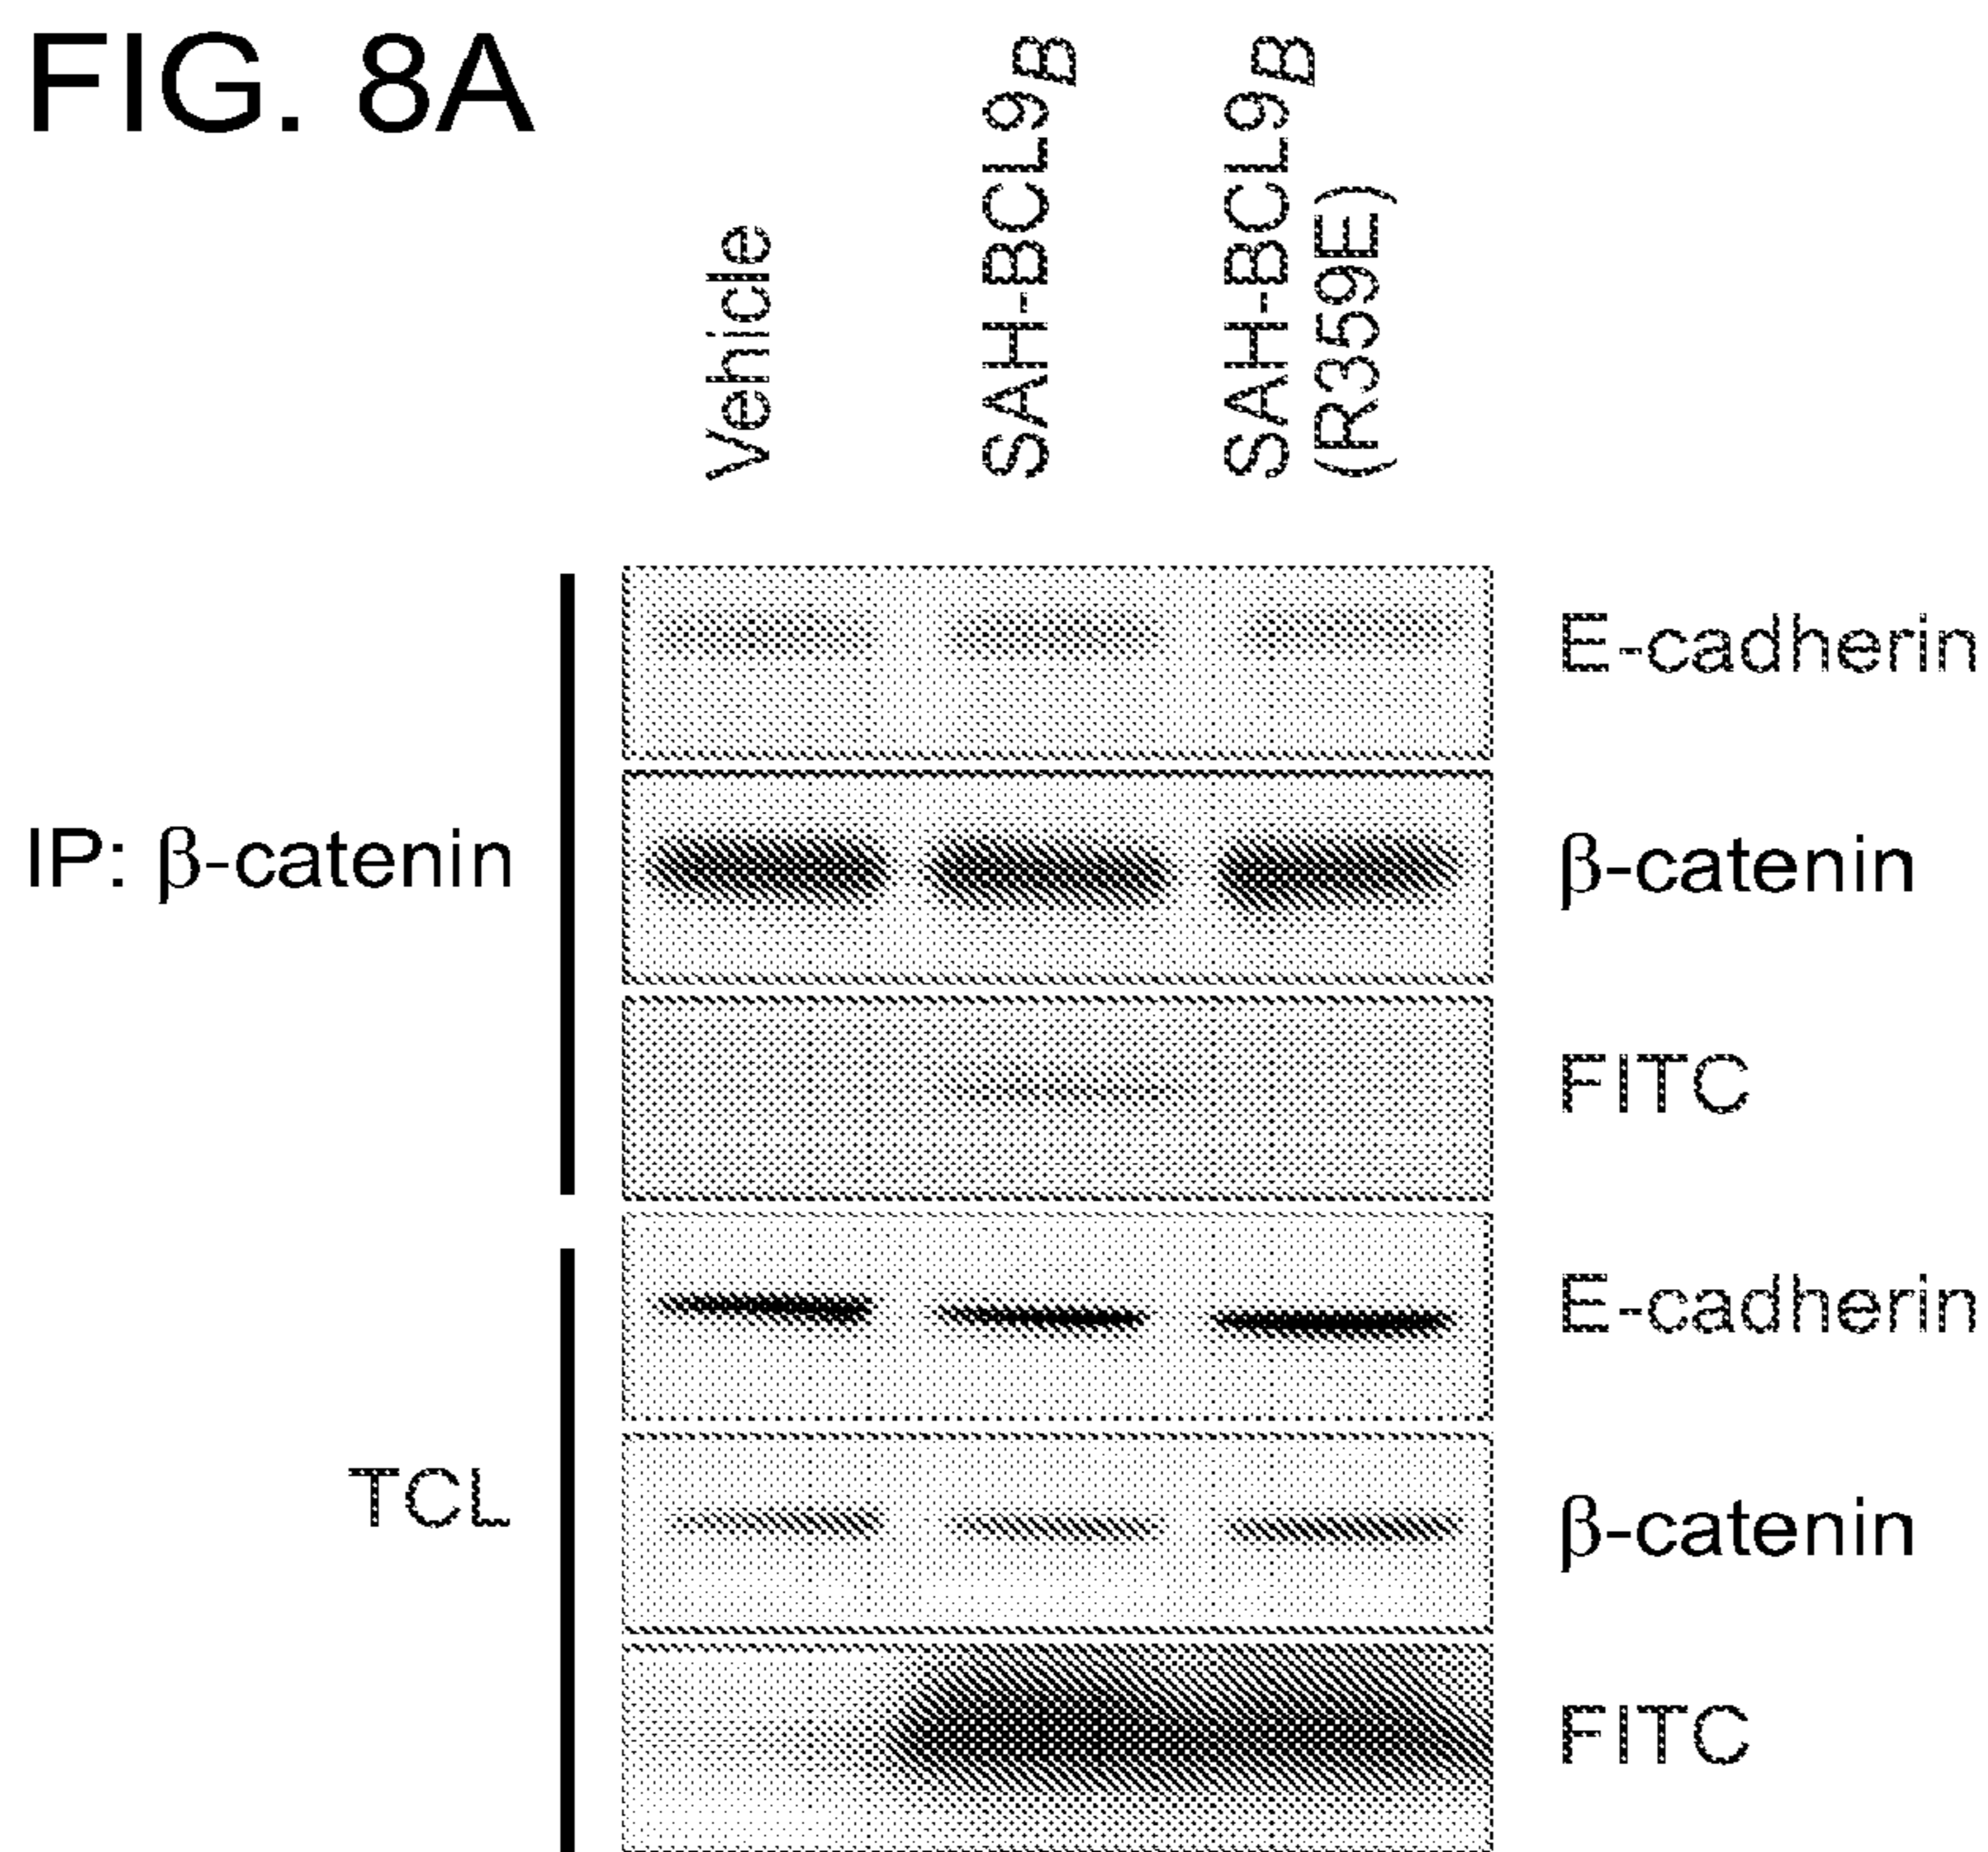 FIG. 8A
Vehicle
SAH-BCL9B
SAH-BCL9B
(R359E)
IP: β-catenin
E-cadherin
β-catenin
FITC
TCL
E-cadherin
β-catenin
FITC